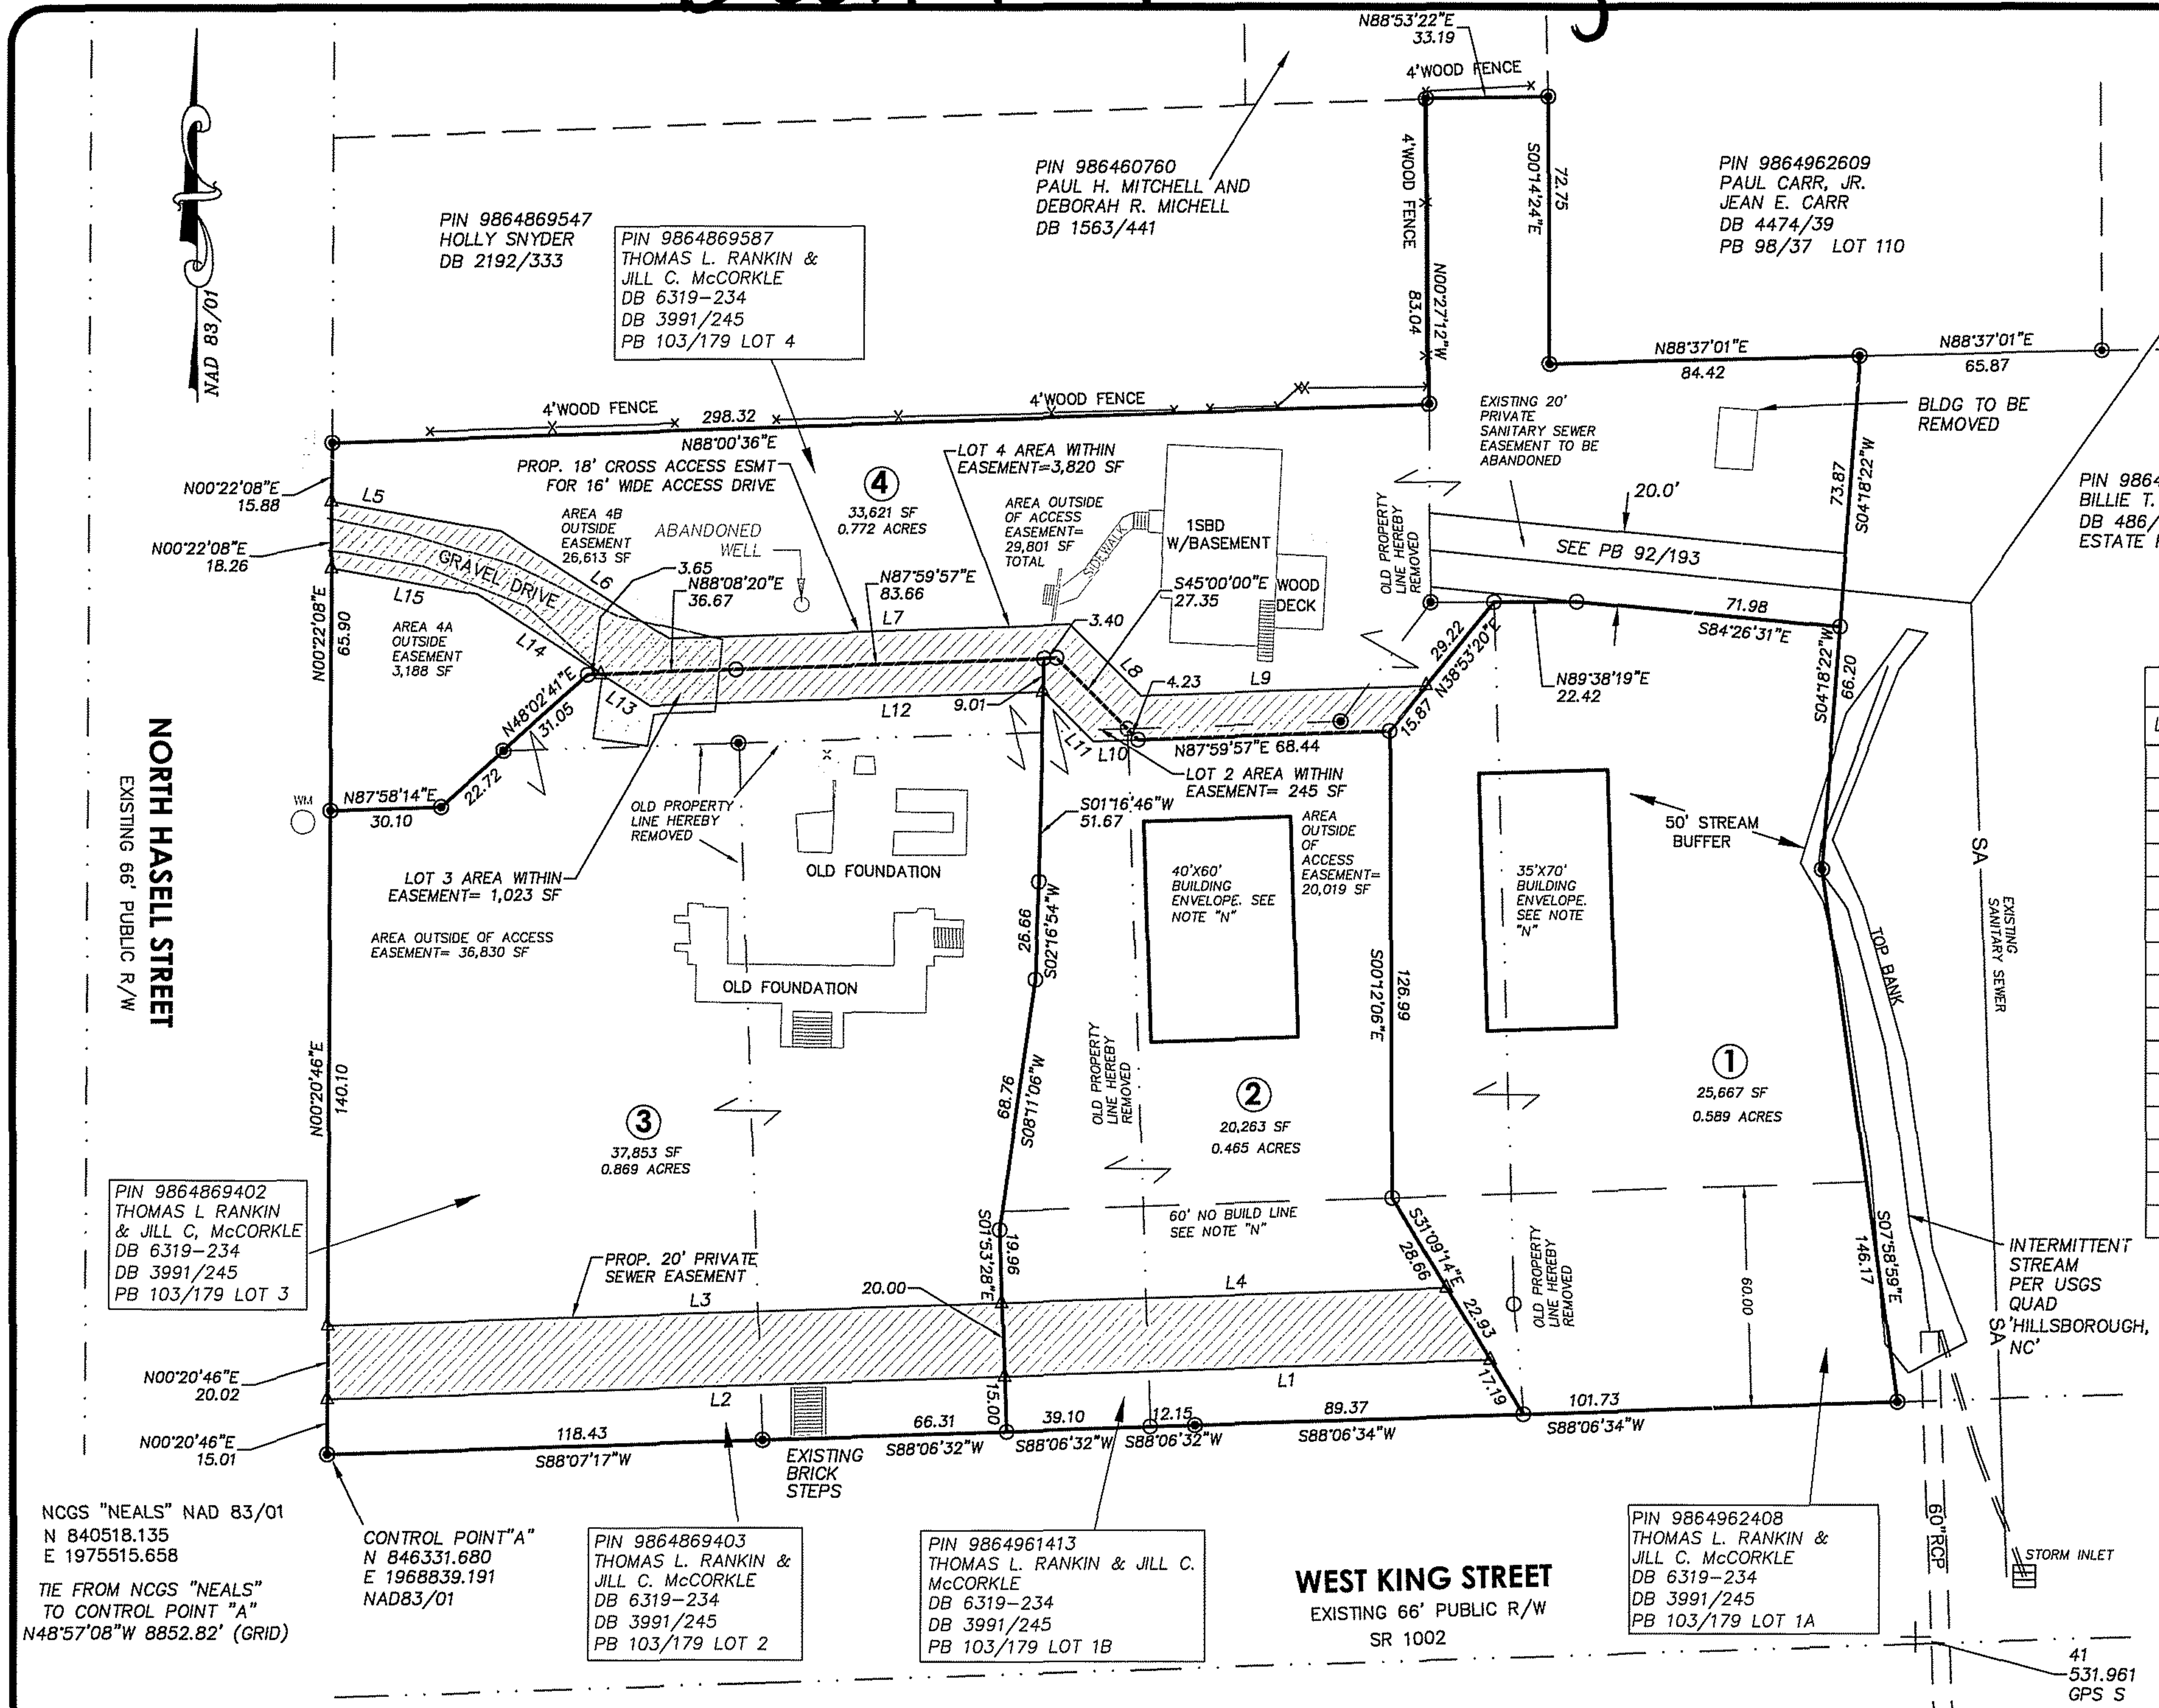 N88°53'22"E
33.19
4'WOOD FENCE
4'WOOD FENCE
N00°27'12"W
83.04
S00°14'24"E
72.75
NAD 83/01
PIN 9864869547
HOLLY SNYDER
DB 2192/333
PIN 9864869587
THOMAS L. RANKIN &
JILL C. McCORKLE
DB 6319-234
DB 3991/245
PB 103/179 LOT 4
PIN 986460760
PAUL H. MITCHELL AND
DEBORAH R. MICHELL
DB 1563/441
PIN 9864962609
PAUL CARR, JR.
JEAN E. CARR
DB 4474/39
PB 98/37 LOT 110
N88°37'01"E
84.42
N88°37'01"E
65.87
BLDG TO BE
REMOVED
EXISTING 20'
PRIVATE
SANITARY SEWER
EASEMENT TO BE
ABANDONED
20.0'
SEE PB 92/193
73.87
S04°18'22"W
PIN 9864
BILLIE T.
DB 486/
ESTATE
4'WOOD FENCE
298.32
N88°00'36"E
4'WOOD FENCE
PROP. 18' CROSS ACCESS ESMT
FOR 16' WIDE ACCESS DRIVE
LOT 4 AREA WITHIN
EASEMENT=3,820 SF
4
33,621 SF
0.772 ACRES
AREA OUTSIDE
OF ACCESS
EASEMENT=
29,801 SF
TOTAL
SIDEWALK
1SBD
W/BASEMENT
WOOD
DECK
OLD PROPERTY
LINE HEREBY
REMOVED
N00°22'08"E
15.88
N00°22'08"E
18.26
N00°22'08"E
65.90
L5
GRAVEL DRIVE
L6
L15
L14
AREA 4B
OUTSIDE
EASEMENT
26,613 SF
ABANDONED
WELL
3.65
N88°08'20"E
36.67
N87°59'57"E
83.66
L7
S45°00'00"E
27.35
3.40
L8
L9
4.23
AREA 4A
OUTSIDE
EASEMENT
3,188 SF
N48°02'41"E
31.05
22.72
L13
L12
9.01
L11
L10
N87°59'57"E 68.44
15.87
29.22
N38°53'20"E
N89°38'19"E
22.42
71.98
S84°26'31"E
S04°18'22"W
66.20
N87°58'14"E
30.10
WM
NORTH HASELL STREET
EXISTING 66' PUBLIC R/W
OLD PROPERTY
LINE HEREBY
REMOVED
LOT 2 AREA WITHIN
EASEMENT= 245 SF
S01°16'46"W
51.67
OLD FOUNDATION
LOT 3 AREA WITHIN
EASEMENT= 1,023 SF
AREA OUTSIDE OF ACCESS
EASEMENT= 36,830 SF
OLD FOUNDATION
26.66
S02°16'54"W
40'X60'
BUILDING
ENVELOPE. SEE
NOTE "N"
AREA
OUTSIDE
OF
ACCESS
EASEMENT=
20,019 SF
126.99
S00°12'06"E
35'X70'
BUILDING
ENVELOPE.
SEE NOTE
"N"
50' STREAM
BUFFER
TOP BANK
SA
EXISTING
SANITARY SEWER
N00°20'46"E
140.10
3
37,853 SF
0.869 ACRES
68.76
S08°11'06"W
OLD PROPERTY
LINE HEREBY
REMOVED
2
20,263 SF
0.465 ACRES
1
25,667 SF
0.589 ACRES
PIN 9864869402
THOMAS L RANKIN
& JILL C, McCORKLE
DB 6319-234
DB 3991/245
PB 103/179 LOT 3
60' NO BUILD LINE
SEE NOTE "N"
S01°53'28"E
19.96
S31°09'14"E
28.66
22.93
17.19
OLD PROPERTY
LINE HEREBY
REMOVED
60.00
S07°58'59"E
146.17
INTERMITTENT
STREAM
PER USGS
QUAD
'HILLSBOROUGH,
NC'
SA
PROP. 20' PRIVATE
SEWER EASEMENT
L3
20.00
L4
N00°20'46"E
20.02
L2
L1
15.00
N00°20'46"E
15.01
118.43
S88°07'17"W
66.31
S88°06'32"W
39.10
S88°06'32"W
12.15
S88°06'32"W
89.37
S88°06'34"W
101.73
S88°06'34"W
EXISTING
BRICK
STEPS
NCGS "NEALS" NAD 83/01
N 840518.135
E 1975515.658
TIE FROM NCGS "NEALS"
TO CONTROL POINT "A"
N48°57'08"W 8852.82' (GRID)
CONTROL POINT"A"
N 846331.680
E 1968839.191
NAD83/01
PIN 9864869403
THOMAS L. RANKIN &
JILL C. McCORKLE
DB 6319-234
DB 3991/245
PB 103/179 LOT 2
PIN 9864961413
THOMAS L. RANKIN & JILL C.
McCORKLE
DB 6319-234
DB 3991/245
PB 103/179 LOT 1B
WEST KING STREET
EXISTING 66' PUBLIC R/W
SR 1002
PIN 9864962408
THOMAS L. RANKIN &
JILL C. McCORKLE
DB 6319-234
DB 3991/245
PB 103/179 LOT 1A
60"RCP
STORM INLET
41
531.961
GPS S